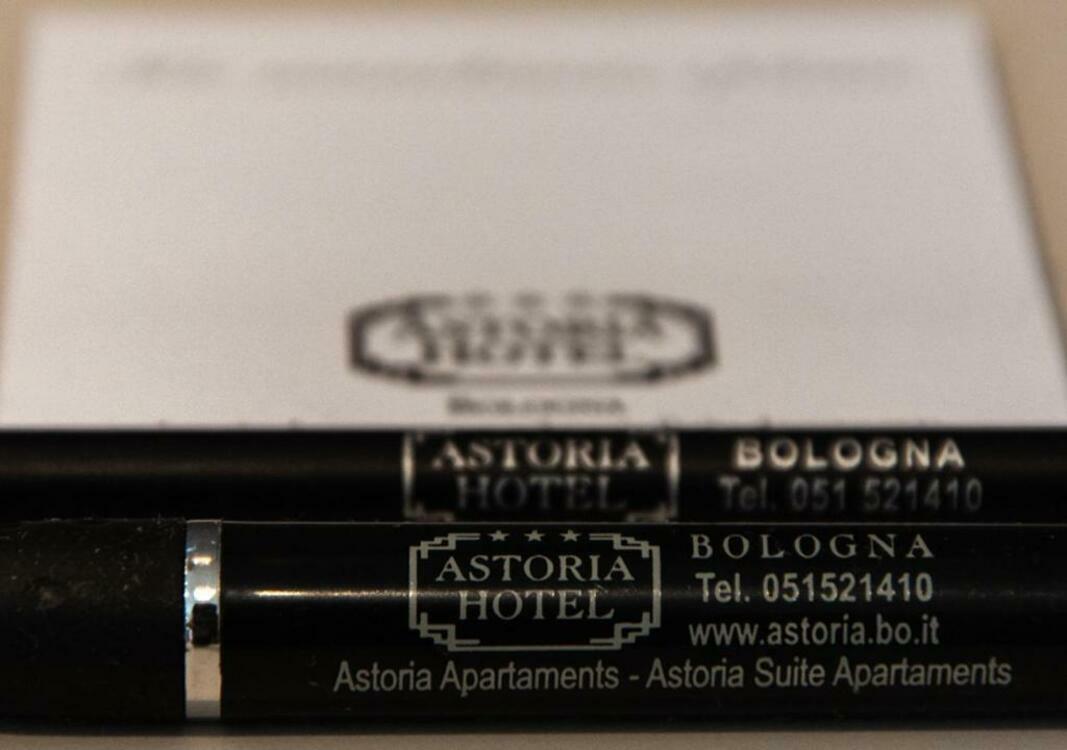 ASTORIA
HOTEL
BOLOGNA
ASTORIA
HOTEL
BOLOGNA
Tel. 051 521410
ASTORIA
HOTEL
BOLOGNA
Tel. 051521410
www.astoria.bo.it
Astoria Apartaments - Astoria Suite Apartaments